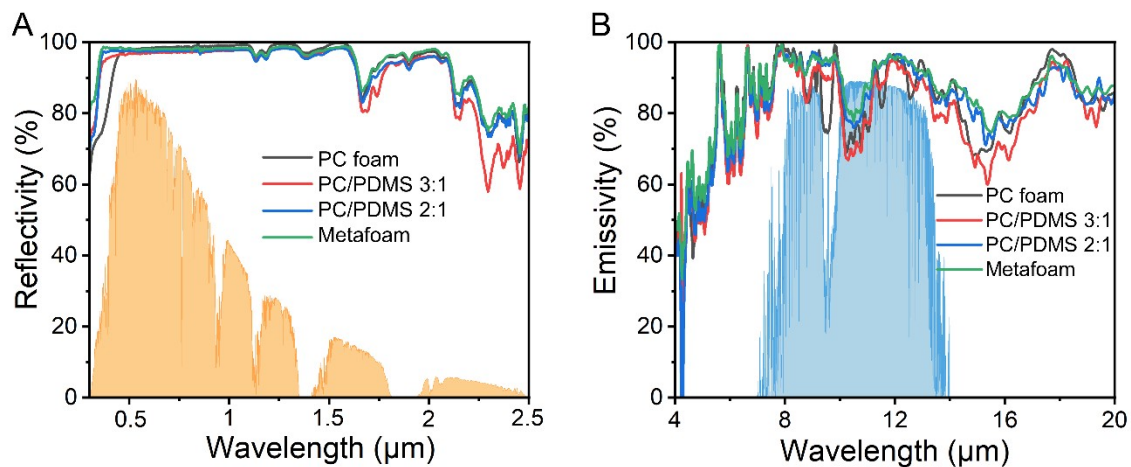 A
Reflectivity (%)
100
80
60
40
20
0
PC foam
PC/PDMS 3:1
PC/PDMS 2:1
Metafoam
0.5 1 1.5 2 2.5
Wavelength (μm)
B
Emissivity (%)
100
80
60
40
20
0
PC foam
PC/PDMS 3:1
PC/PDMS 2:1
Metafoam
4 8 12 16 20
Wavelength (μm)